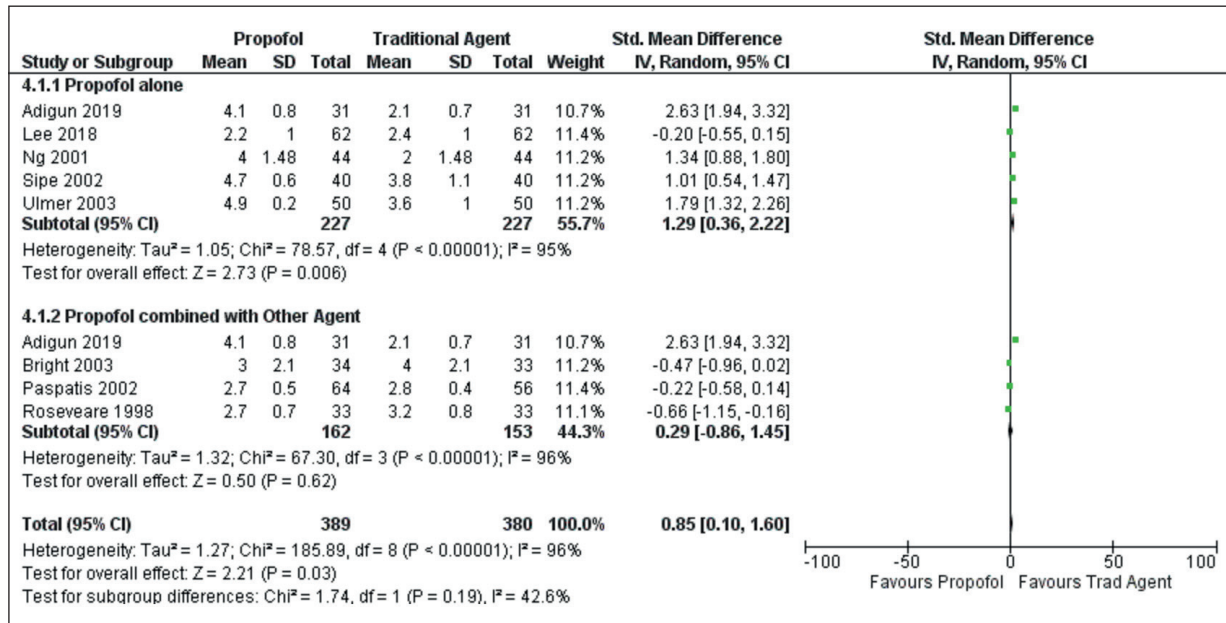 Propofol Traditional Agent Std. Mean Difference Std. Mean Difference
Study or Subgroup Mean SD Total Mean SD Total Weight IV, Random, 95% CI IV, Random, 95% CI
4.1.1 Propofol alone
Adigun 2019 4.1 0.8 31 2.1 0.7 31 10.7% 2.63 [1.94, 3.32]
Lee 2018 2.2 1 62 2.4 1 62 11.4% -0.20 [-0.55, 0.15]
Ng 2001 4 1.48 44 2 1.48 44 11.2% 1.34 [0.88, 1.80]
Sipe 2002 4.7 0.6 40 3.8 1.1 40 11.2% 1.01 [0.54, 1.47]
Ulmer 2003 4.9 0.2 50 3.6 1 50 11.2% 1.79 [1.32, 2.26]
Subtotal (95% CI) 227 227 55.7% 1.29 [0.36, 2.22]
Heterogeneity: Tau² = 1.05; Chi² = 78.57, df = 4 (P < 0.00001); I² = 95%
Test for overall effect: Z = 2.73 (P = 0.006)
4.1.2 Propofol combined with Other Agent
Adigun 2019 4.1 0.8 31 2.1 0.7 31 10.7% 2.63 [1.94, 3.32]
Bright 2003 3 2.1 34 4 2.1 33 11.2% -0.47 [-0.96, 0.02]
Paspatis 2002 2.7 0.5 64 2.8 0.4 56 11.4% -0.22 [-0.58, 0.14]
Roseveare 1998 2.7 0.7 33 3.2 0.8 33 11.1% -0.66 [-1.15, -0.16]
Subtotal (95% CI) 162 153 44.3% 0.29 [-0.86, 1.45]
Heterogeneity: Tau² = 1.32; Chi² = 67.30, df = 3 (P < 0.00001); I² = 96%
Test for overall effect: Z = 0.50 (P = 0.62)
Total (95% CI) 389 380 100.0% 0.85 [0.10, 1.60]
Heterogeneity: Tau² = 1.27; Chi² = 185.89, df = 8 (P < 0.00001); I² = 96%
Test for overall effect: Z = 2.21 (P = 0.03)
Test for subgroup differences: Chi² = 1.74, df = 1 (P = 0.19), I² = 42.6%
-100 -50 0 50 100
Favours Propofol Favours Trad Agent